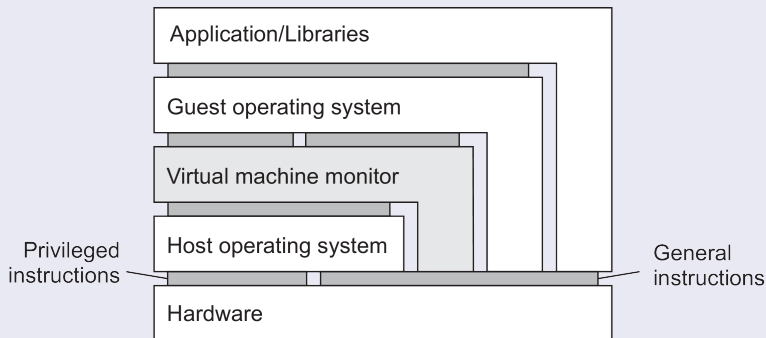 Application/Libraries
Guest operating system
Virtual machine monitor
Host operating system
Privileged
instructions
General
instructions
Hardware